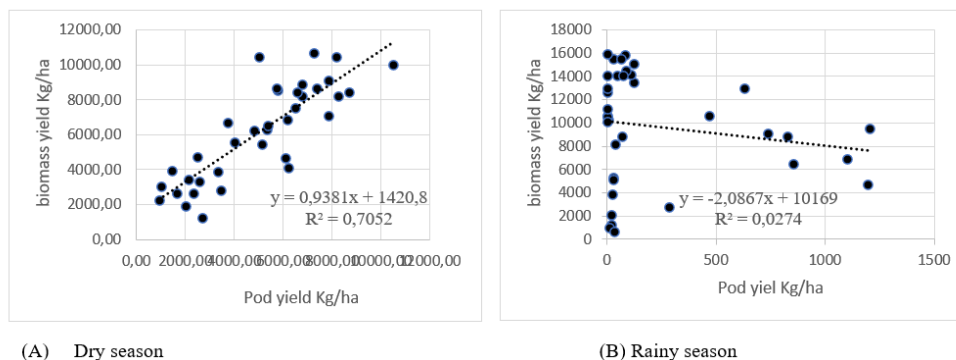 12000,00
10000,00
8000,00
6000,00
4000,00
2000,00
0,00
biomass yield Kg/ha
y = 0,9381x + 1420,8
R² = 0,7052
0,00 2000,00 4000,00 6000,00 8000,00 10000,00 12000,00
Pod yield Kg/ha
18000
16000
14000
12000
10000
8000
6000
4000
2000
0
biomass yield Kg/ha
y = -2,0867x + 10169
R² = 0,0274
0 500 1000 1500
Pod yiel Kg/ha
(A) Dry season
(B) Rainy season